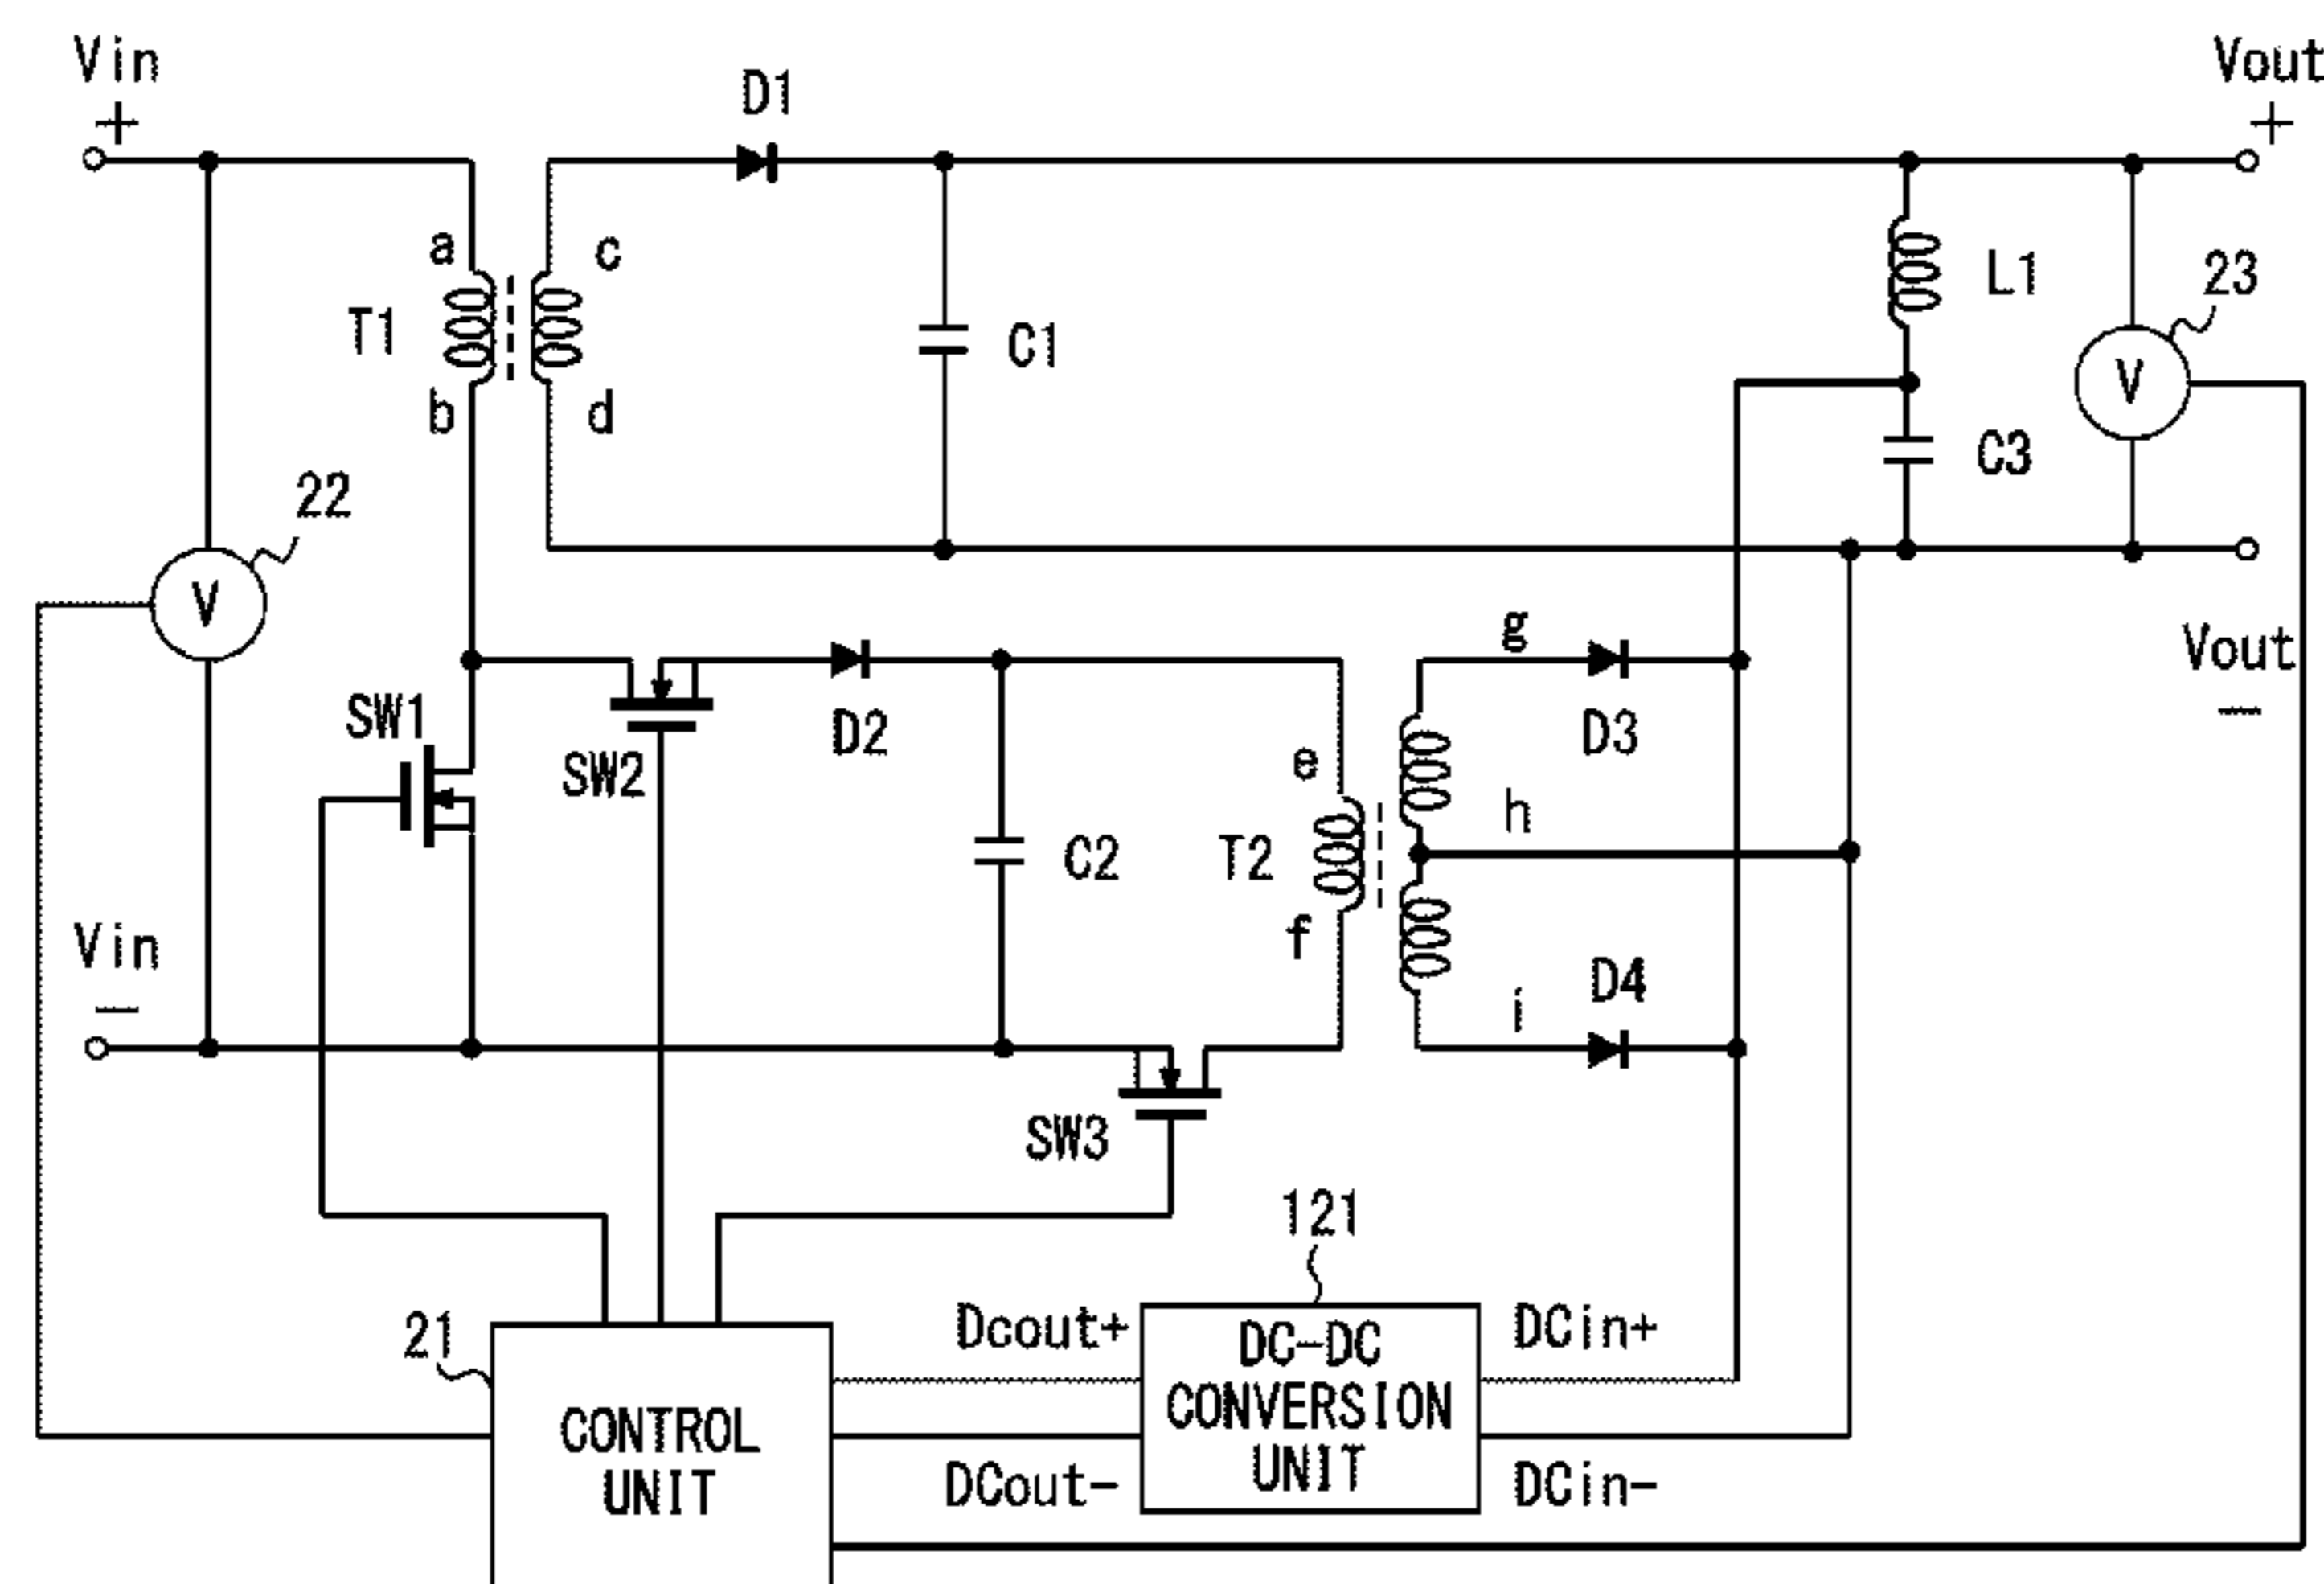 Vin
+
D1
Vout
+
a
c
T1
b
d
C1
L1
23
V
C3
22
V
g
Vout
−
SW1
SW2
D2
D3
e
h
C2
T2
f
Vin
−
i
D4
SW3
121
21
Dcout+
DC-DC
CONVERSION
UNIT
DCin+
CONTROL
UNIT
DCout-
DCin-